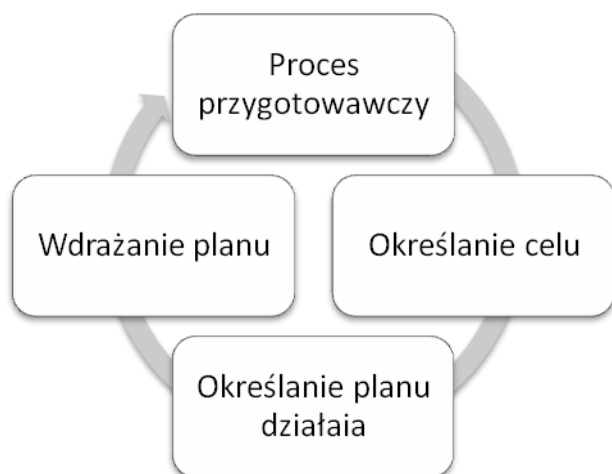 Proces
przygotowawczy
Określanie celu
Określanie planu
działaia
Wdrażanie planu